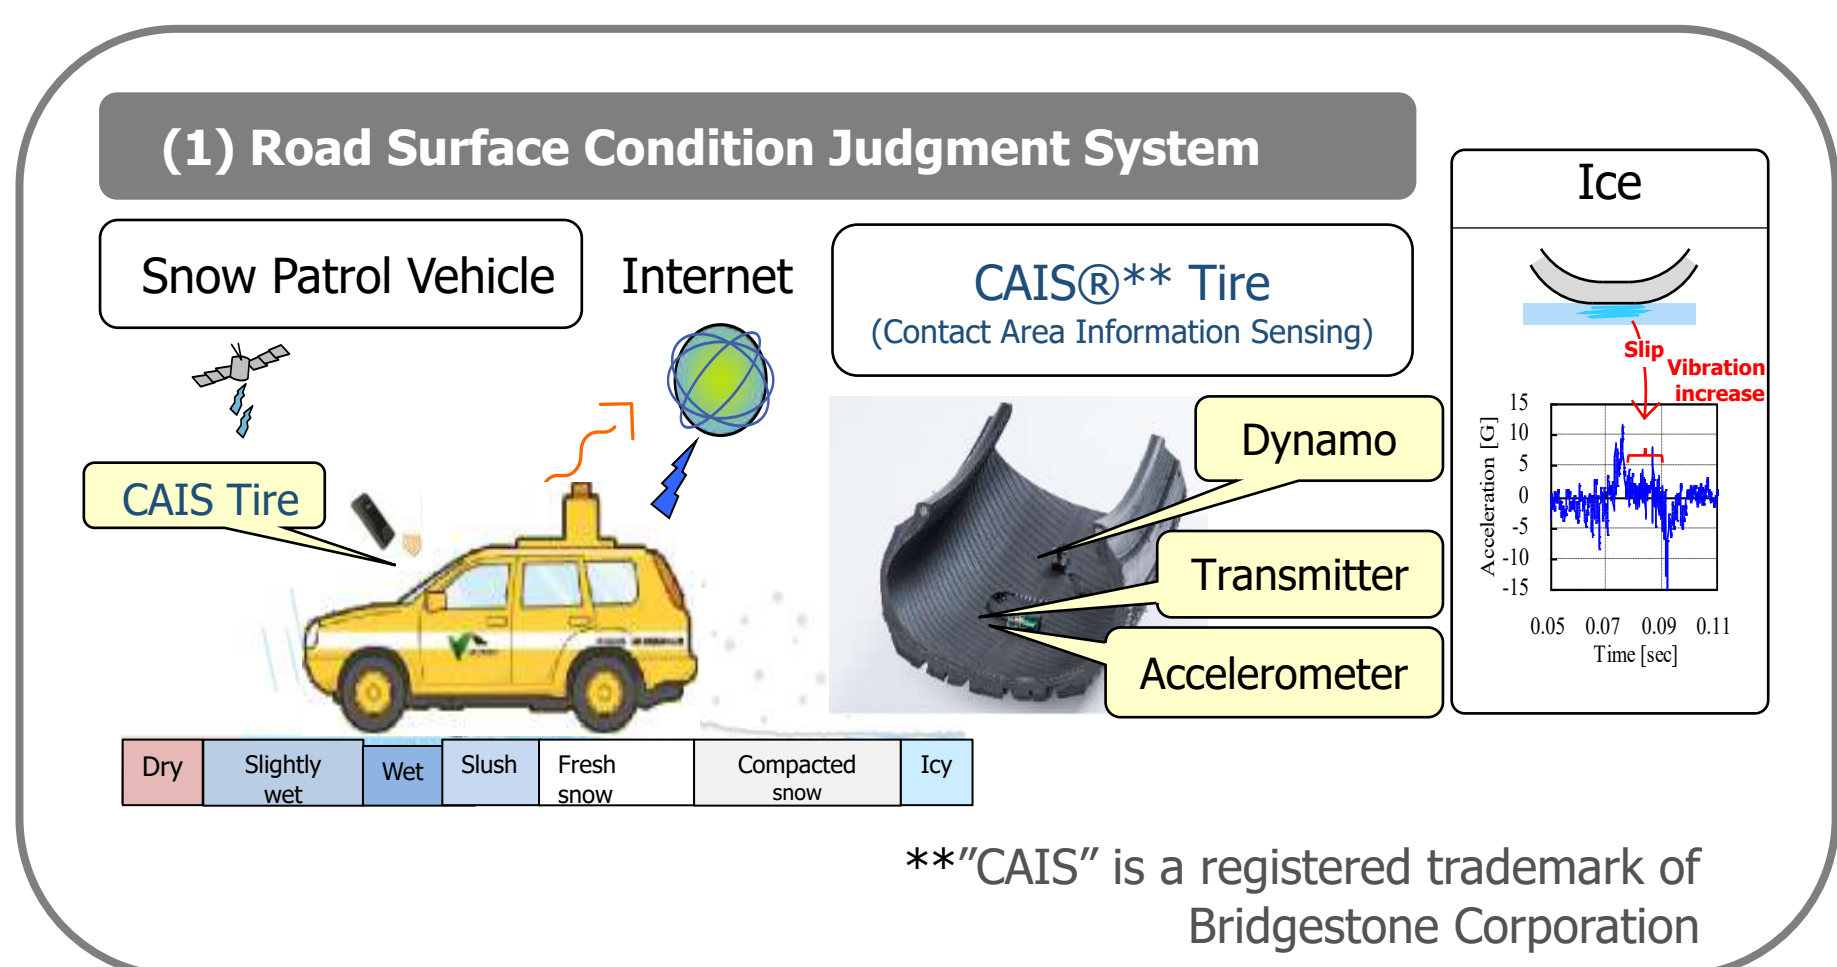 (1) Road Surface Condition Judgment System
Snow Patrol Vehicle
Internet
CAIS®** Tire
(Contact Area Information Sensing)
Ice
CAIS Tire
Dynamo
Transmitter
Accelerometer
Slip
Vibration
increase
Acceleration [G]
15
10
5
0
-5
-10
-15
0.05 0.07 0.09 0.11
Time [sec]
Dry
Slightly
wet
Wet
Slush
Fresh
snow
Compacted
snow
Icy
**”CAIS” is a registered trademark of
Bridgestone Corporation